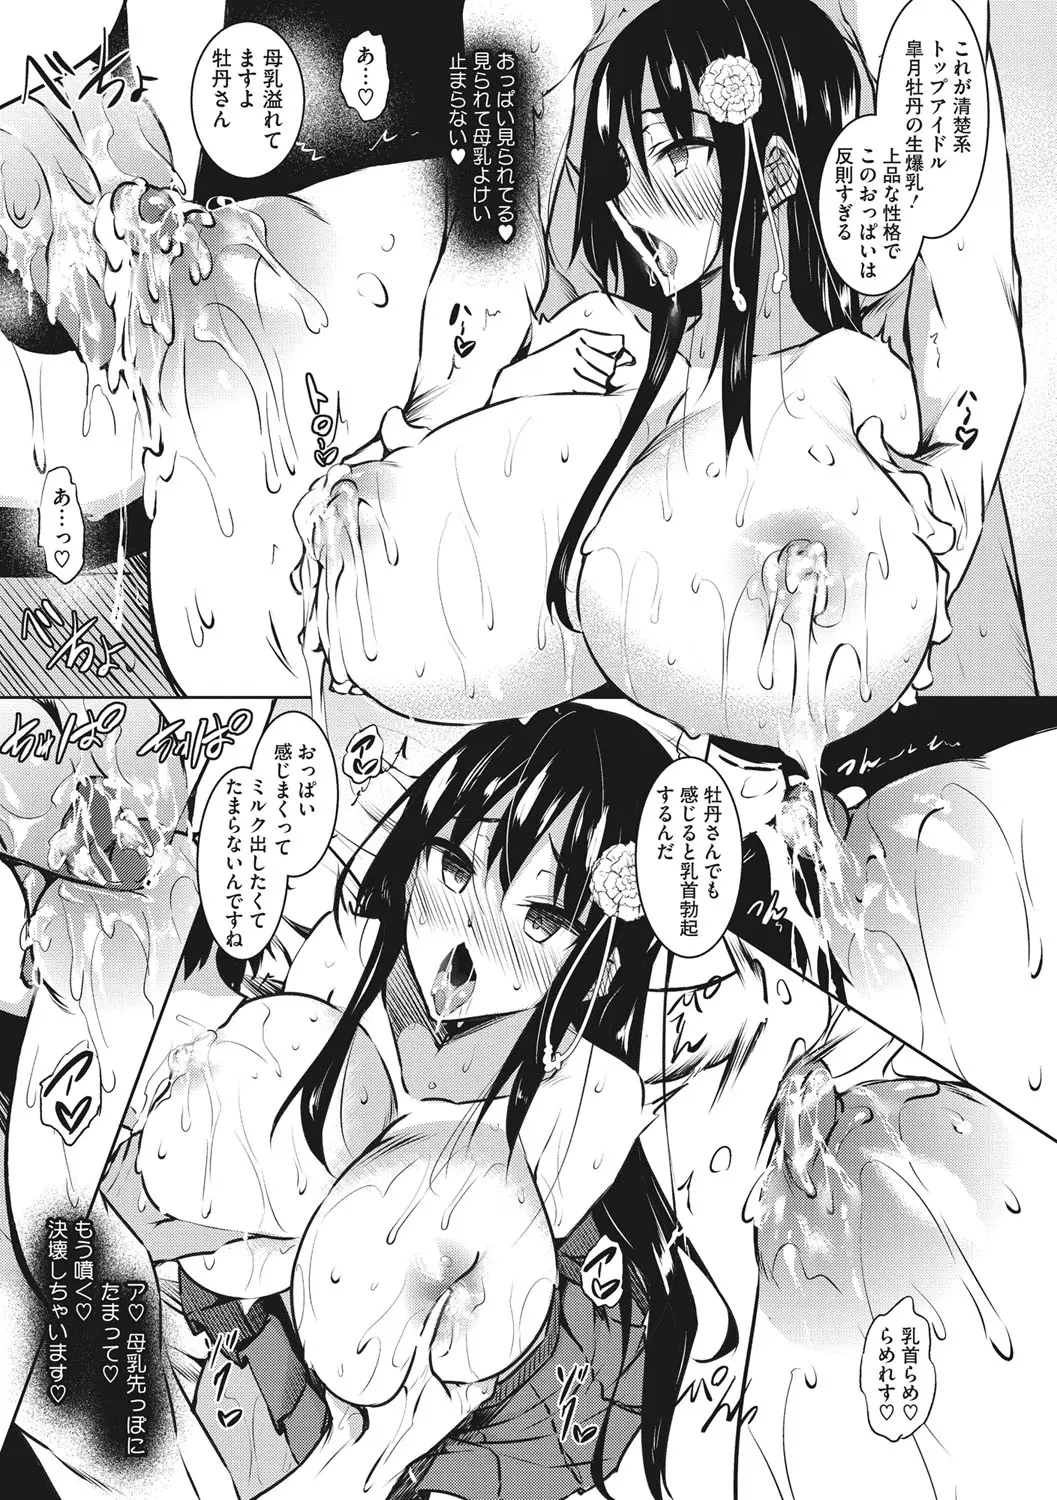 これが清楚系
トップアイドル
皐月牡丹の生爆乳!
上品な性格で
このおっぱいは
反則すぎる
あ…♡
おっぱい見られてる♥
見られて母乳よけい
止まらない♥
母乳溢れて
ますよ
牡丹さん
ハー♡
ハー♡
トロ〜♡
あ…っ♡
牡丹さんでも
感じると乳首勃起
するんだ
おっぱい
感じまくって
ミルク出したくて
たまらないんですね
ア♡
ア♡
ア♡
乳首らめ♡
らめれす♡
ア♡母乳先っぽに
たまって♡
もう噴く♡
決壊しちゃいます♡